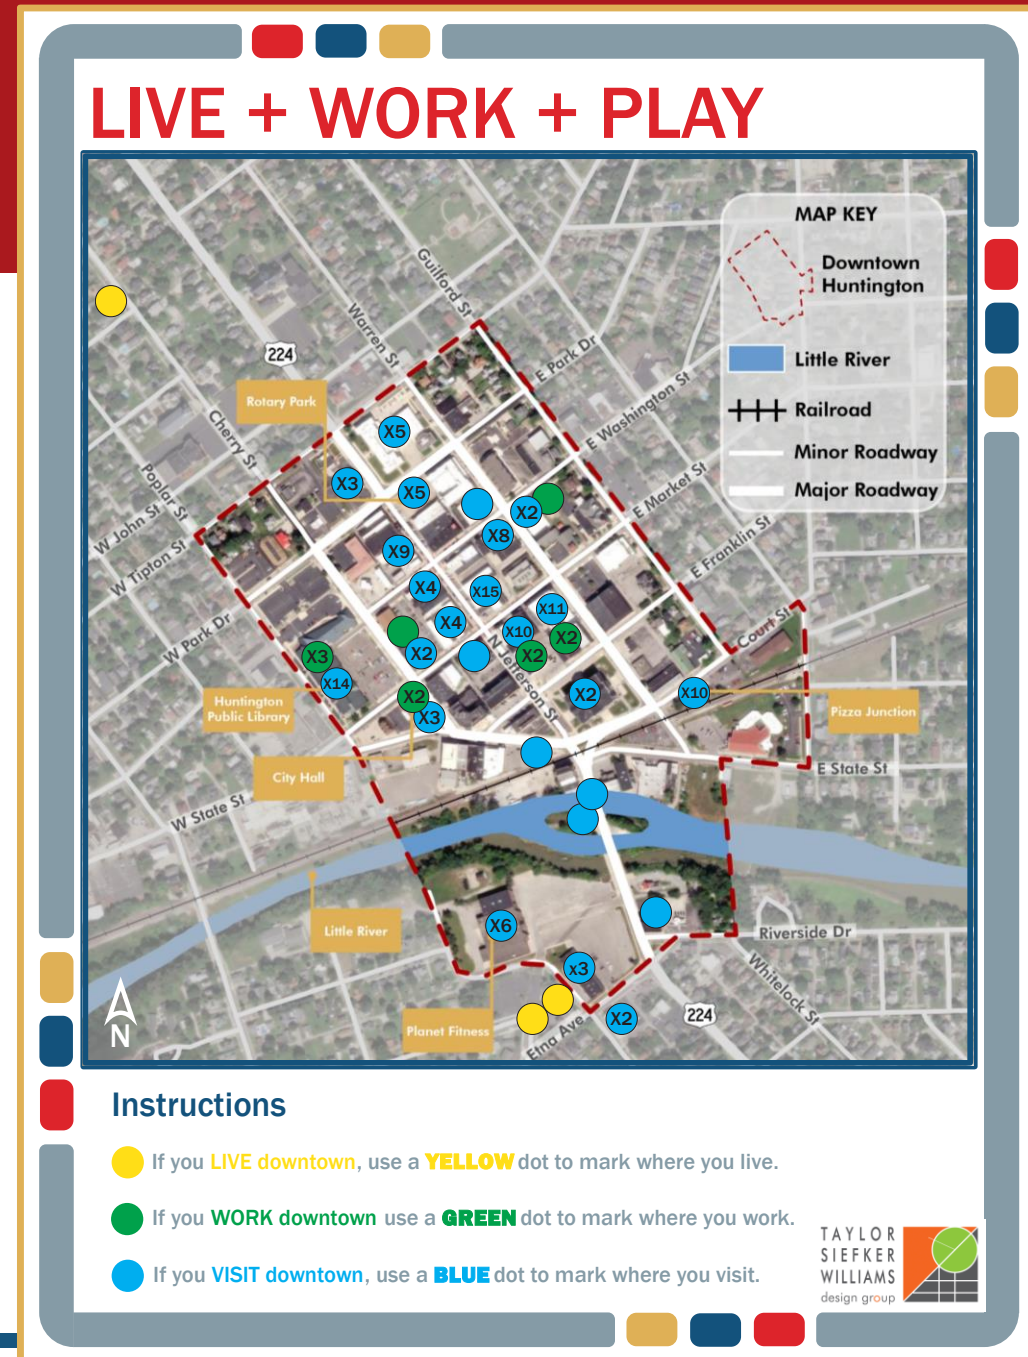 LIVE + WORK + PLAY
MAP KEY
Downtown
Huntington
Little River
Railroad
Minor Roadway
Major Roadway
Guilford St
Warren St
224
E Park Dr
E Washington St
Rotary Park
Cherry St
Poplar St
W John St
W Tipton St
E Market St
E Franklin St
W Park Dr
Court St
X5
X3
X5
X2
X8
X9
X4
X15
X11
X4
X10
X2
X2
X2
X3
X14
N Jefferson St
X2
X10
X2
X3
Huntington
Public Library
Pizza Junction
City Hall
E State St
W State St
Little River
X6
Riverside Dr
x3
Whitelock St
X2
224
Planet Fitness
Etna Ave
N
Instructions
If you LIVE downtown, use a YELLOW dot to mark where you live.
If you WORK downtown use a GREEN dot to mark where you work.
If you VISIT downtown, use a BLUE dot to mark where you visit.
TAYLOR
SIEFKER
WILLIAMS
design group